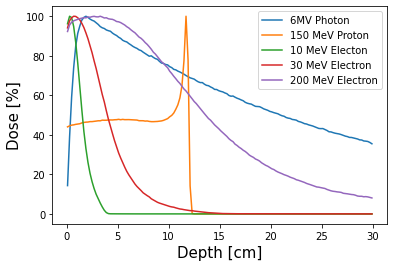 100
80
60
40
20
0
Dose [%]
6MV Photon
150 MeV Proton
10 MeV Electon
30 MeV Electron
200 MeV Electron
0 5 10 15 20 25 30
Depth [cm]